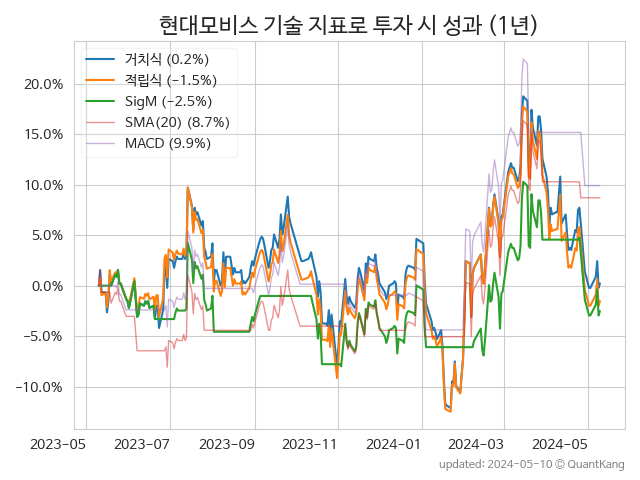 현대모비스 기술 지표로 투자 시 성과 (1년)
거치식 (0.2%)
적립식 (−1.5%)
SigM (−2.5%)
SMA(20) (8.7%)
MACD (9.9%)
20.0%
15.0%
10.0%
5.0%
0.0%
−5.0%
−10.0%
2023-05 2023-07 2023-09 2023-11 2024-01 2024-03 2024-05
updated: 2024-05-10 © QuantKang